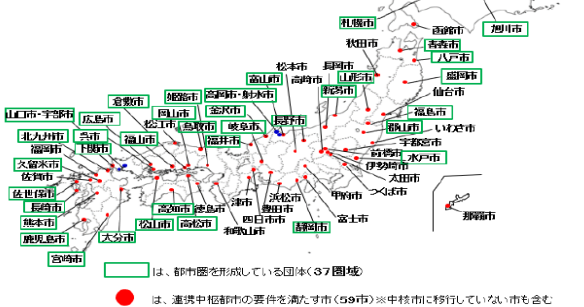 札幌市
旭川市
函館市
青森市
八戸市
秋田市
盛岡市
松本市
長岡市
山形市
仙台市
富山市
高崎市
新潟市
倉敷市
姫路市
高岡市・射水市
福島市
山口市・宇部市
広島市
岡山市
金沢市
長野市
郡山市
いわき市
松江市
鳥取市
岐阜市
北九州市
呉市
福山市
福井市
宇都宮市
福岡市
下関市
前橋市
水戸市
久留米市
伊勢崎市
佐賀市
太田市
佐世保市
つくば市
長崎市
高知市
徳島市
津市
浜松市
甲府市
熊本市
豊田市
富士市
松山市
高松市
四日市市
静岡市
鹿児島市
大分市
和歌山市
那覇市
宮崎市
は、都市圏を形成している団体(37圏域)
は、連携中枢都市の要件を満たす市(59市)※中核市に移行していない市も含む